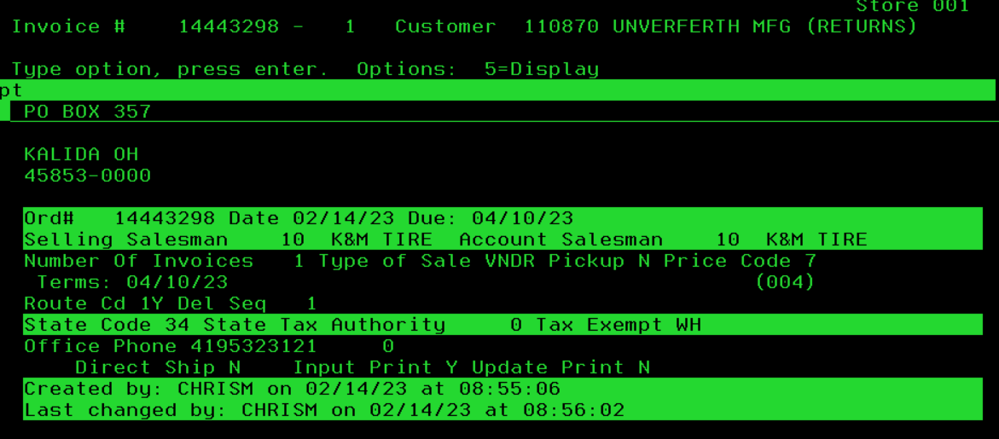 Store 001
Invoice # 14443298 - 1 Customer 110870 UNVERFERTH MFG (RETURNS)
Type option, press enter. Options: 5=Display
pt
PO BOX 357
KALIDA OH
45853-0000
Ord# 14443298 Date 02/14/23 Due: 04/10/23
Selling Salesman 10 K&M TIRE Account Salesman 10 K&M TIRE
Number Of Invoices 1 Type of Sale VNDR Pickup N Price Code 7
Terms: 04/10/23 (004)
Route Cd 1Y Del Seq 1
State Code 34 State Tax Authority 0 Tax Exempt WH
Office Phone 4195323121 0
Direct Ship N Input Print Y Update Print N
Created by: CHRISM on 02/14/23 at 08:55:06
Last changed by: CHRISM on 02/14/23 at 08:56:02